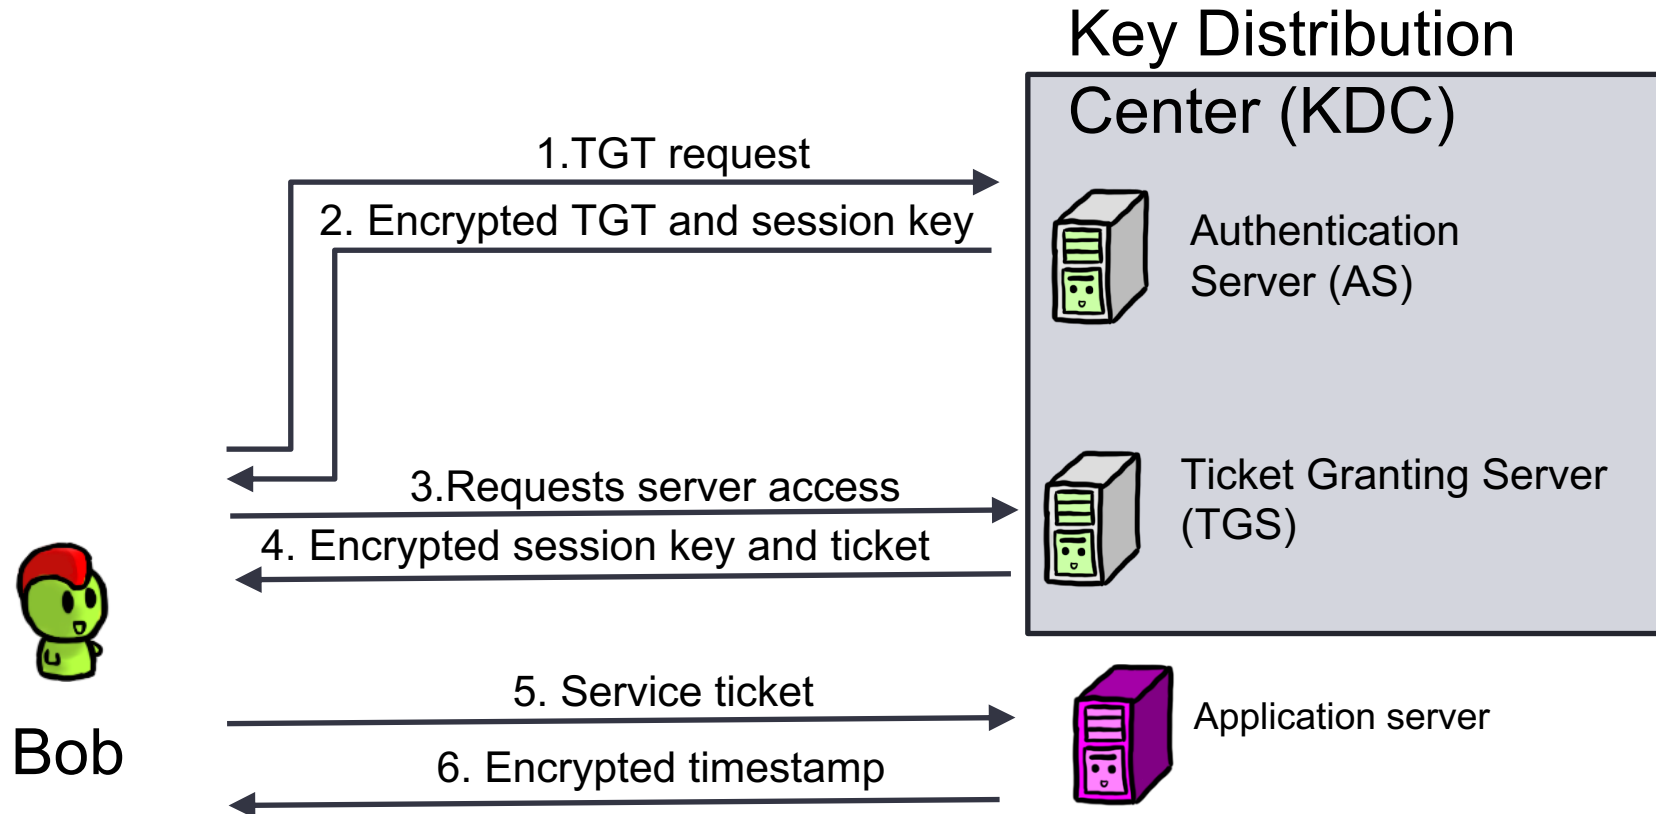 Key Distribution
Center (KDC)
1.TGT request
2. Encrypted TGT and session key
Authentication
Server (AS)
3.Requests server access
4. Encrypted session key and ticket
Ticket Granting Server
(TGS)
5. Service ticket
Application server
6. Encrypted timestamp
Bob